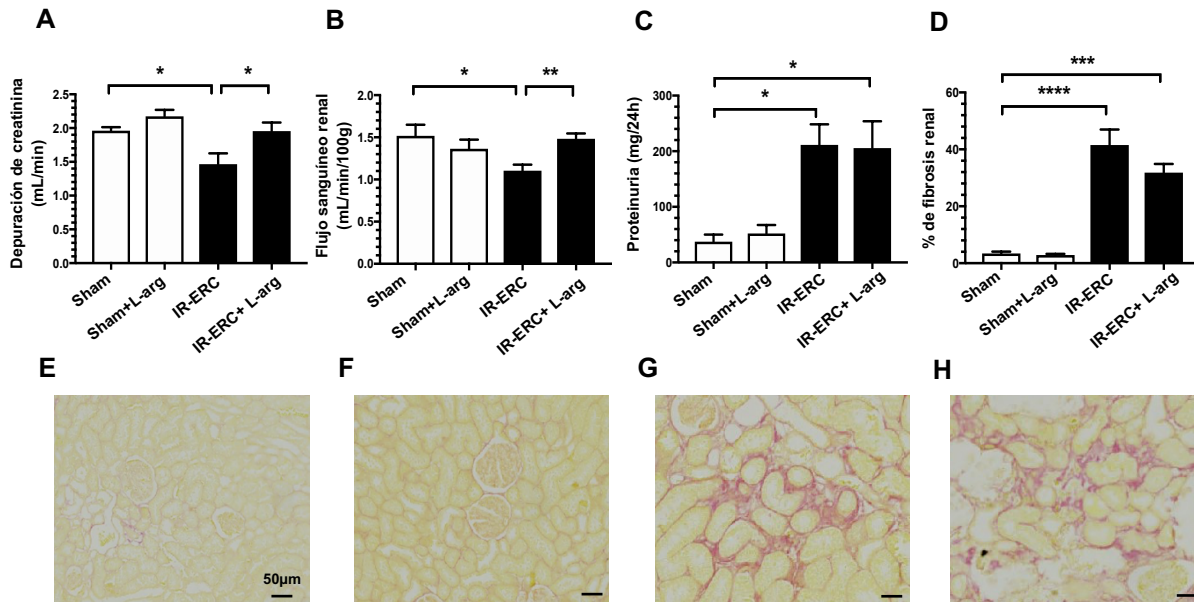 A
Depuración de creatinina
(mL/min)
2.5
2.0
1.5
1.0
0.5
0.0
*
*
Sham
Sham+L-arg
IR-ERC
IR-ERC+ L-arg
B
Flujo sanguíneo renal
(mL/min/100g)
2.0
1.5
1.0
0.5
0.0
*
**
Sham
Sham+L-arg
IR-ERC
IR-ERC+ L-arg
C
Proteinuria (mg/24h)
300
200
100
0
*
*
Sham
Sham+L-arg
IR-ERC
IR-ERC+ L-arg
D
% de fibrosis renal
60
40
20
0
***
****
Sham
Sham+L-arg
IR-ERC
IR-ERC+ L-arg
E
50µm
F
G
H